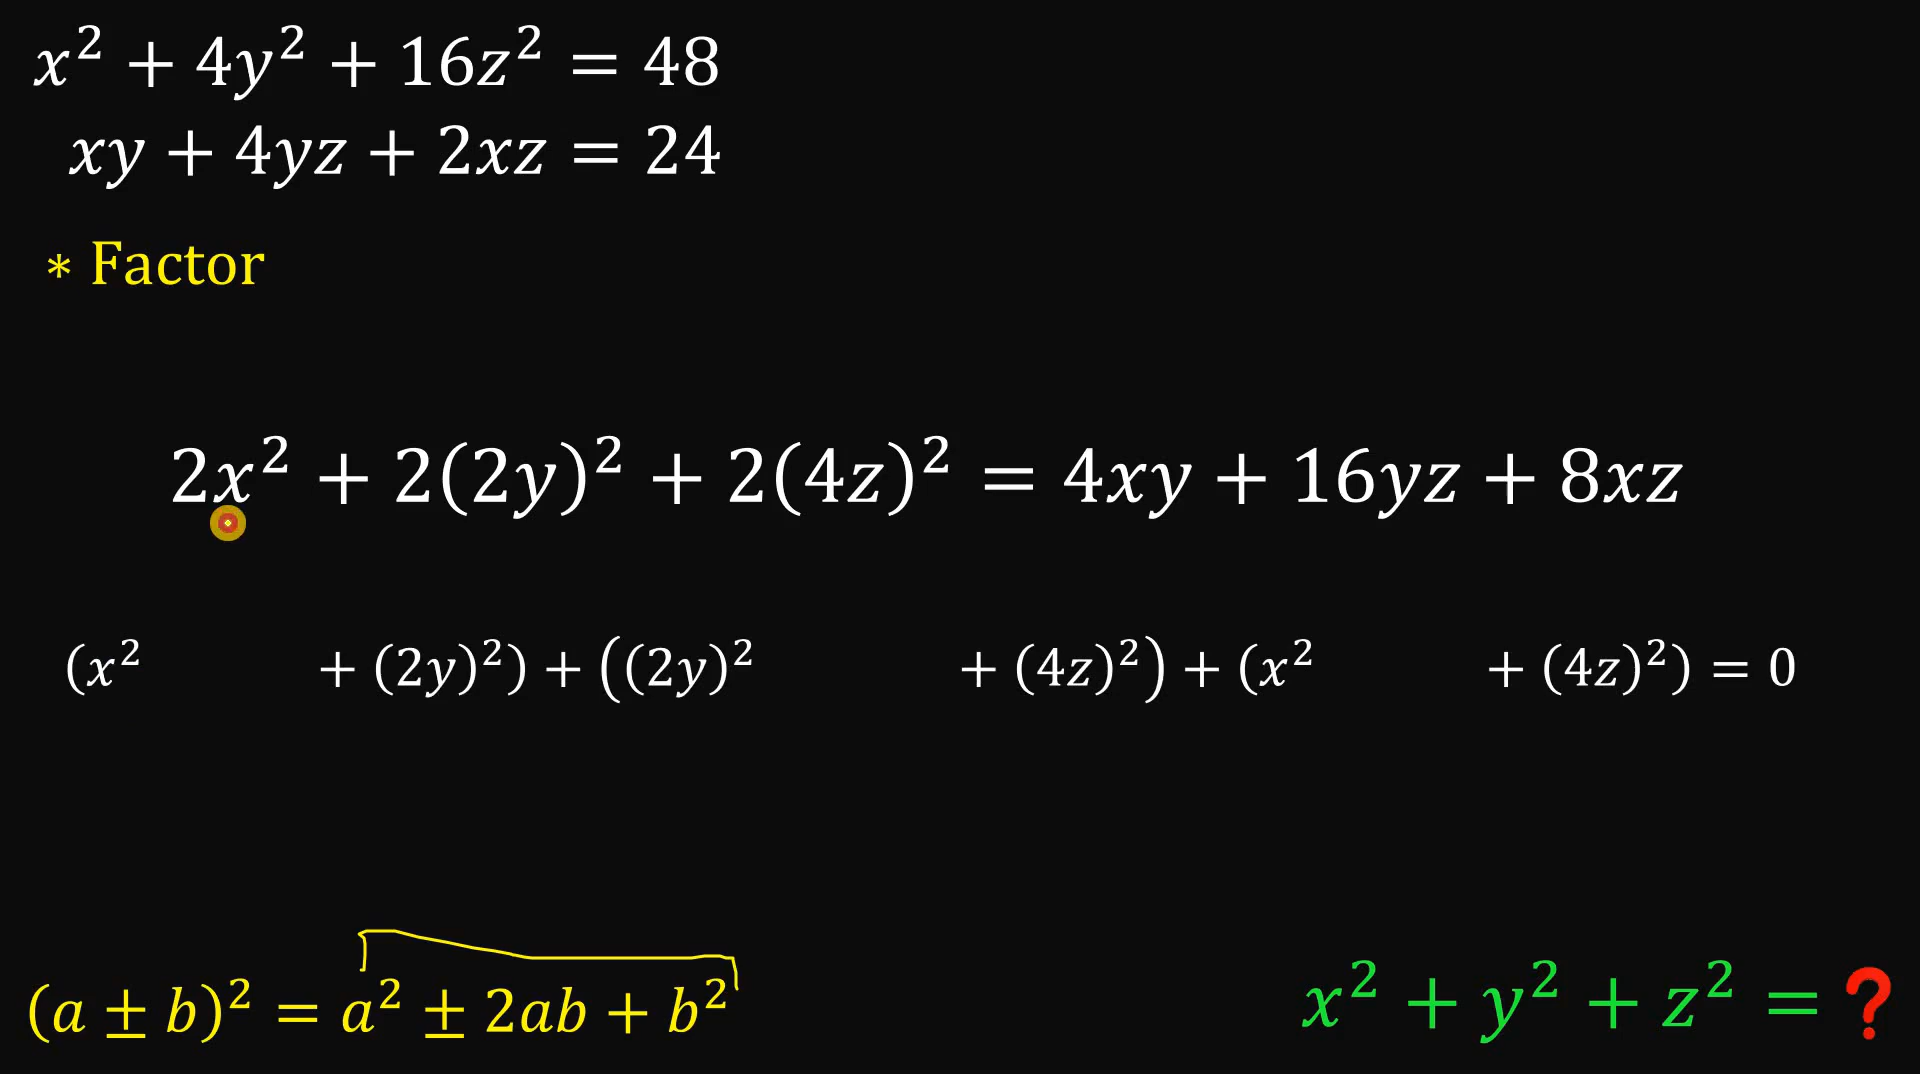 x² + 4y² + 16z² = 48
xy + 4yz + 2xz = 24
* Factor
2x² + 2(2y)² + 2(4z)² = 4xy + 16yz + 8xz
(x² + (2y)²) + ((2y)² + (4z)²) + (x² + (4z)²) = 0
(a ± b)² = a² ± 2ab + b²
x² + y² + z² = ?